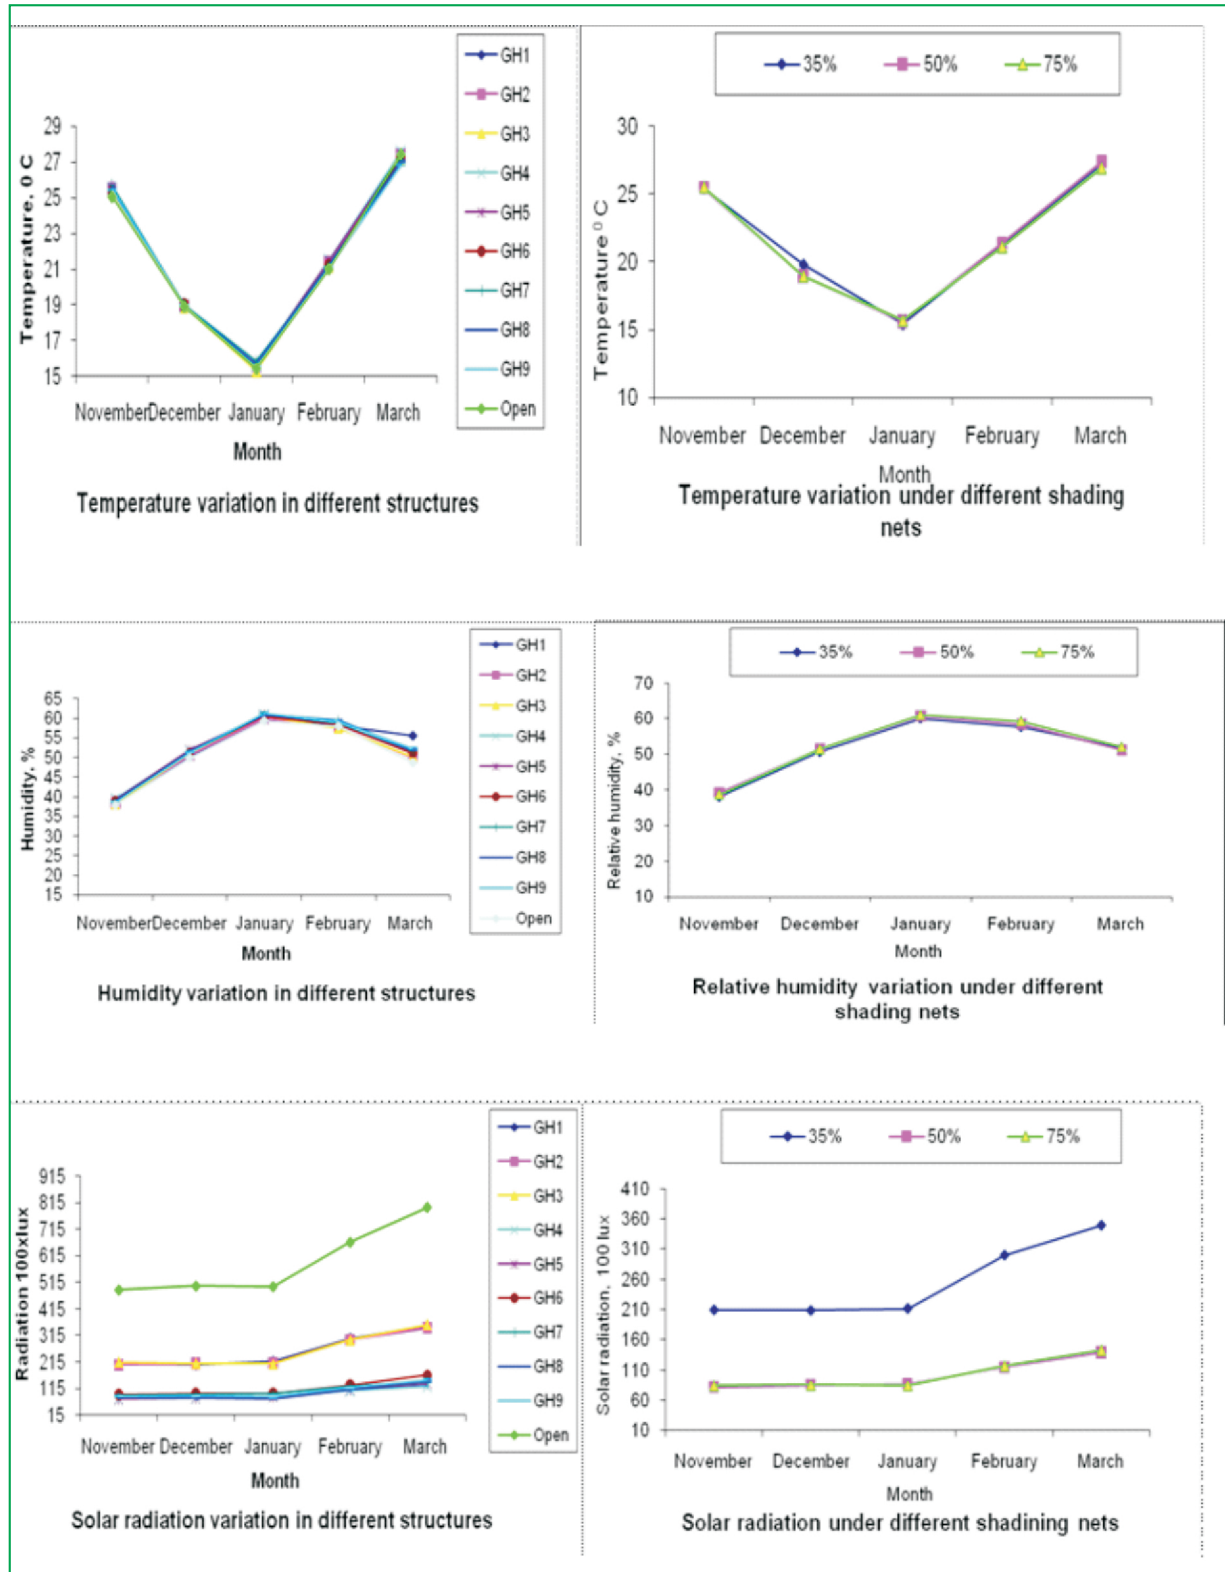 GH1
GH2
GH3
GH4
GH5
GH6
GH7
GH8
GH9
Open
29
27
25
23
21
19
17
15
Temperature, 0 C
November December January February March
Month
Temperature variation in different structures
35% 50% 75%
30
25
20
15
10
Temperature ⁰ C
November December January February March
Month
Temperature variation under different shading
nets
GH1
GH2
GH3
GH4
GH5
GH6
GH7
GH8
GH9
Open
65
60
55
50
45
40
35
30
25
20
15
Humidity, %
November December January February March
Month
Humidity variation in different structures
35% 50% 75%
70
60
50
40
30
20
10
Relative humidity, %
November December January February March
Month
Relative humidity variation under different
shading nets
GH1
GH2
GH3
GH4
GH5
GH6
GH7
GH8
GH9
Open
915
815
715
615
515
415
315
215
115
15
Radiation 100xlux
November December January February March
Month
Solar radiation variation in different structures
35% 50% 75%
410
360
310
260
210
160
110
60
10
Solar radiation, 100 lux
November December January February March
Month
Solar radiation under different shadining nets